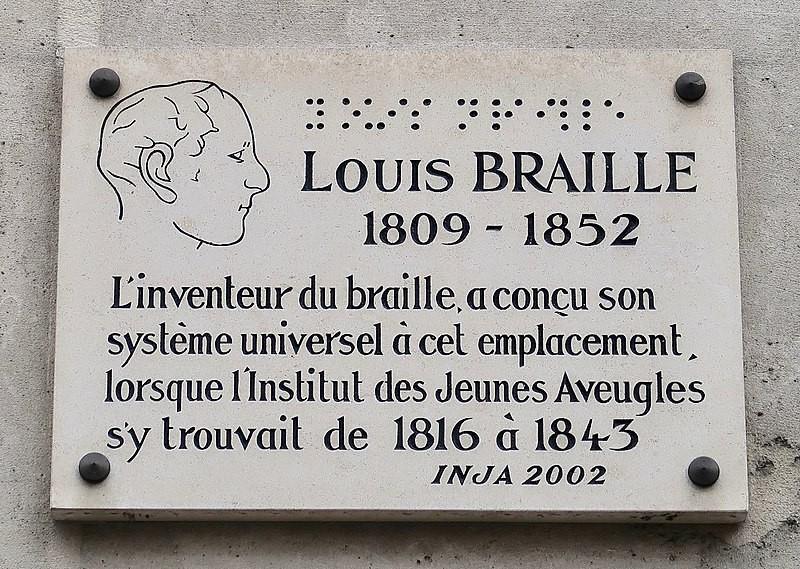 LOUIS BRAILLE
1809 - 1852
L'inventeur du braille, a conçu son
système universel à cet emplacement,
lorsque l'Institut des Jeunes Aveugles
s'y trouvait de 1816 à 1843
INJA 2002